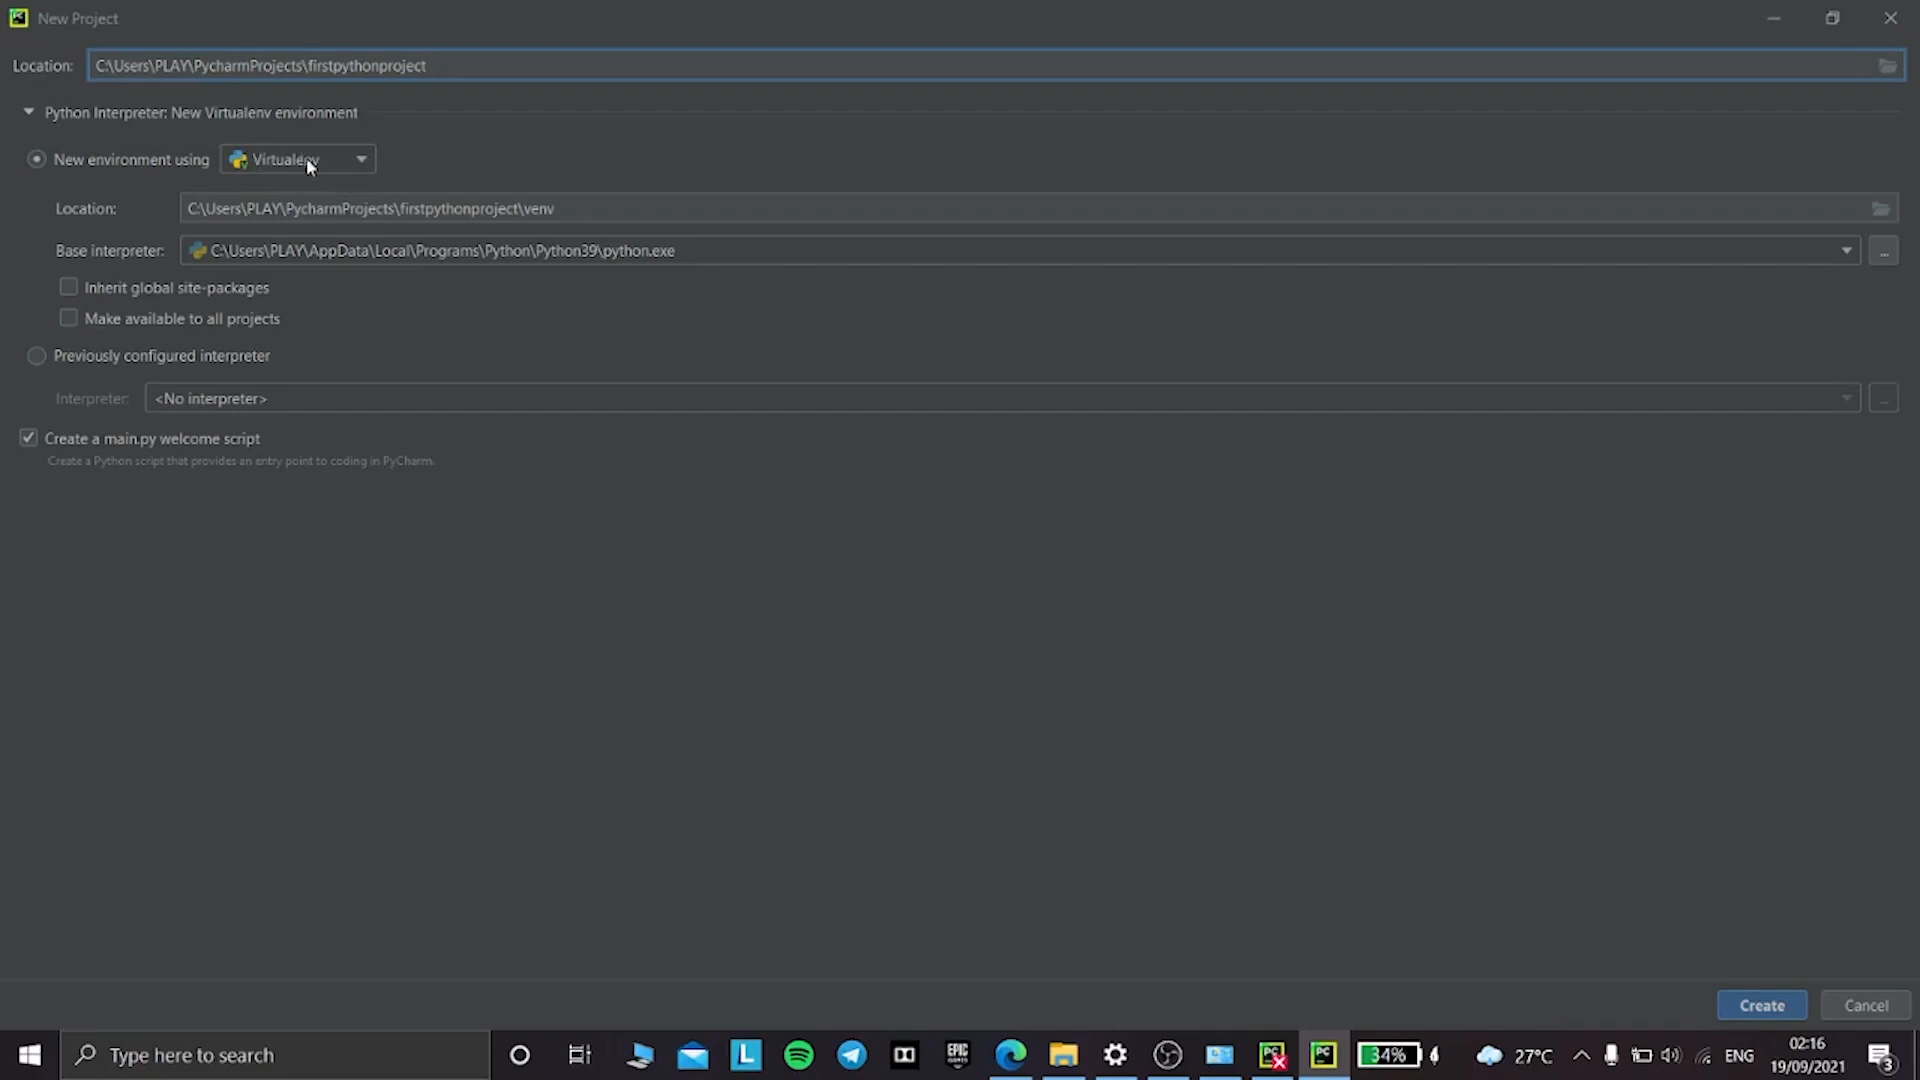 New Project
Location: C:\Users\PLAY\PycharmProjects\firstpythonproject
Python Interpreter: New Virtualenv environment
New environment using Virtualenv
Location: C:\Users\PLAY\PycharmProjects\firstpythonproject\venv
Base interpreter: C:\Users\PLAY\AppData\Local\Programs\Python\Python39\python.exe ...
Inherit global site-packages
Make available to all projects
Previously configured interpreter
Interpreter: <No interpreter> ...
Create a main.py welcome script
Create a Python script that provides an entry point to coding in PyCharm.
Create Cancel
Type here to search L EPIC GAMES PC PC 34% 27°C ENG 02:16
19/09/2021 3